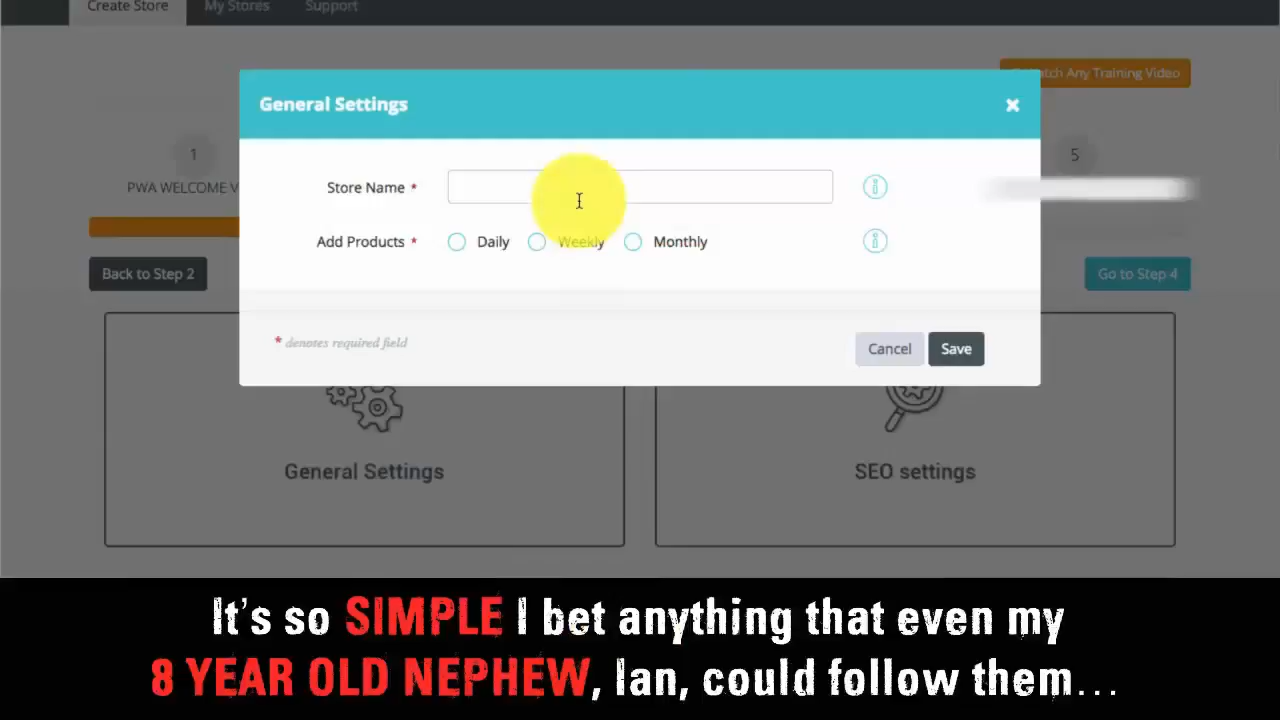 Create Store
My Stores
Support
Watch Any Training Video
General Settings
1
5
PWA WELCOME V
Store Name *
Add Products *
Daily
Weekly
Monthly
Back to Step 2
Go to Step 4
* denotes required field
Cancel
Save
General Settings
SEO settings
It's so SIMPLE I bet anything that even my
8 YEAR OLD NEPHEW, Ian, could follow them...